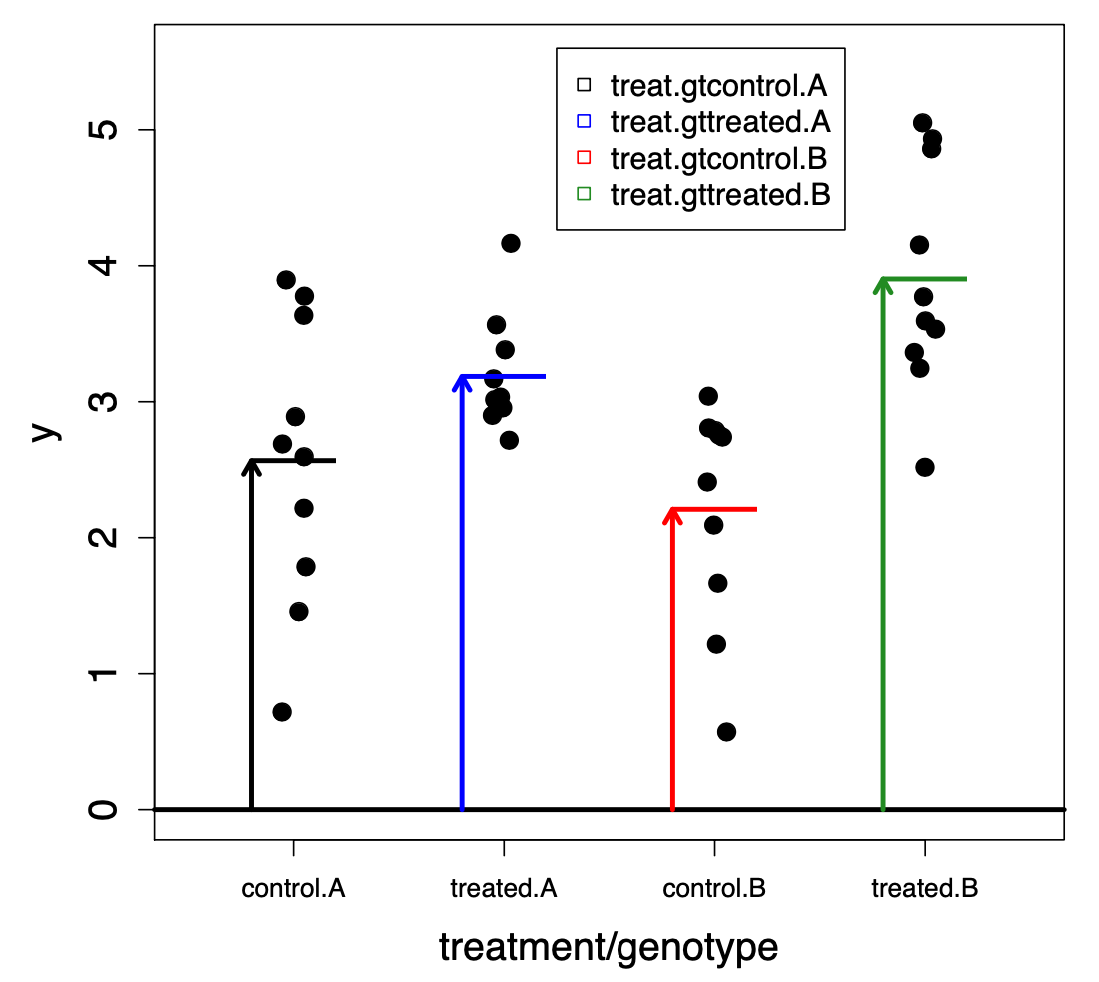 treat.gtcontrol.A
treat.gttreated.A
treat.gtcontrol.B
treat.gttreated.B
5
4
3
2
1
0
y
control.A treated.A control.B treated.B
treatment/genotype